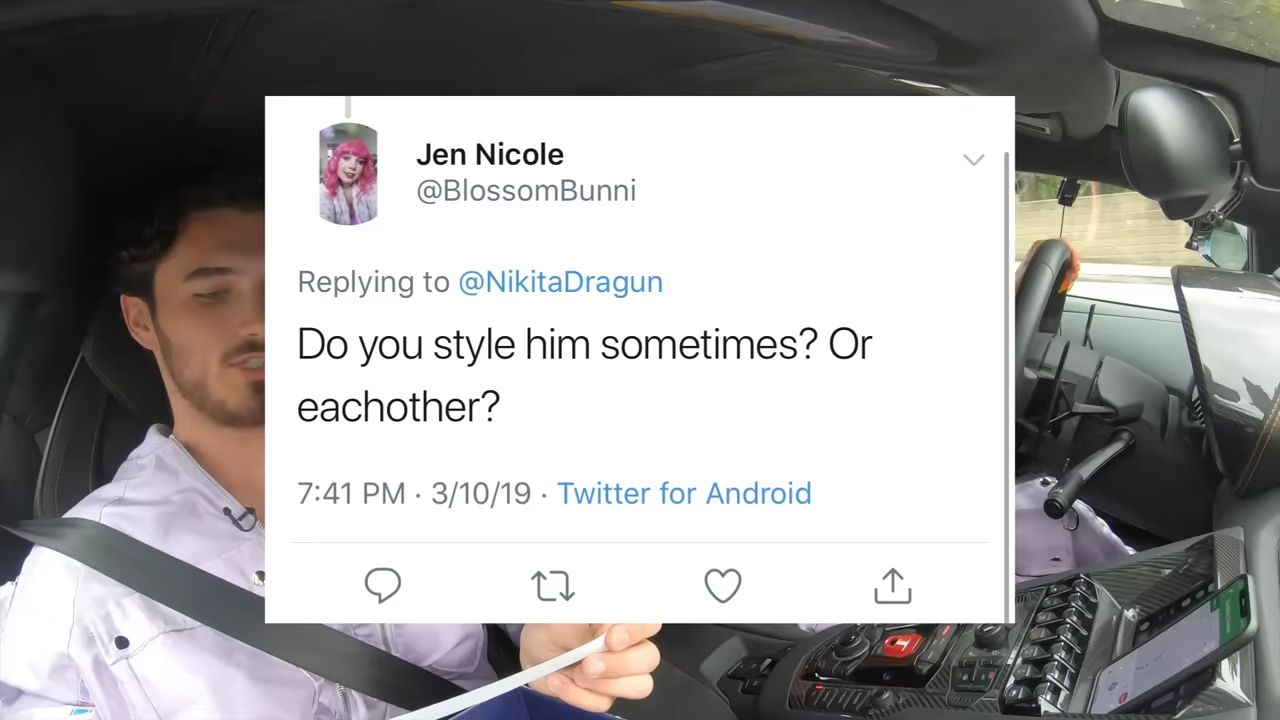 Jen Nicole
@BlossomBunni
Replying to @NikitaDragun
Do you style him sometimes? Or
eachother?
7:41 PM · 3/10/19 · Twitter for Android